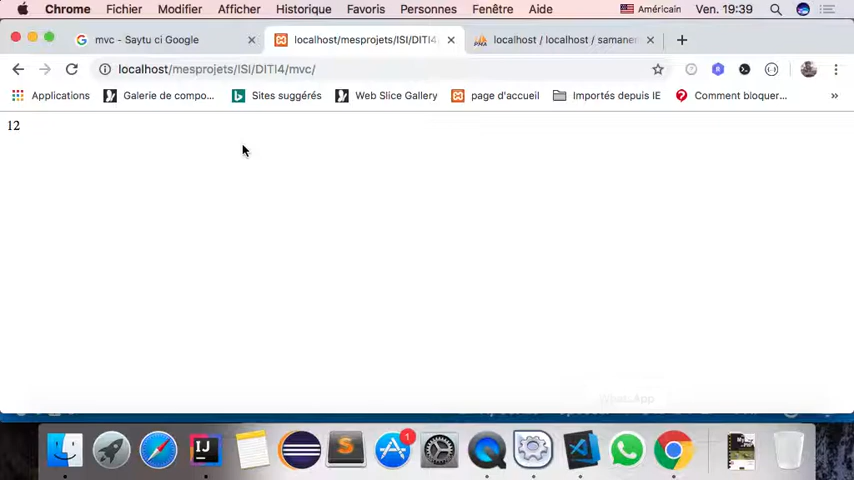 Chrome Fichier Modifier Afficher Historique Favoris Personnes Fenêtre Aide Américain Ven. 19:39
mvc - Saytu ci Google localhost/mesprojets/ISI/DITI4 localhost / localhost / samane
localhost/mesprojets/ISI/DITI4/mvc/
Applications Galerie de compo... Sites suggérés Web Slice Gallery page d'accueil Importés depuis IE Comment bloquer... »
12
WhatsApp
1